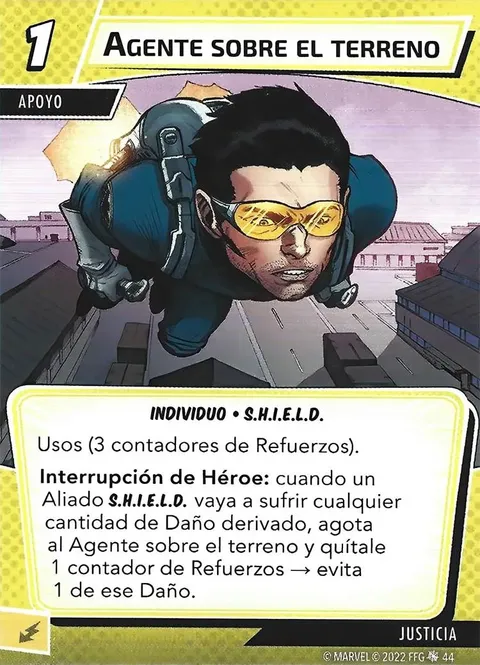 1
AGENTE SOBRE EL TERRENO
APOYO
INDIVIDUO • S.H.I.E.L.D.
Usos (3 contadores de Refuerzos).
Interrupción de Héroe: cuando un
Aliado S.H.I.E.L.D. vaya a sufrir cualquier
cantidad de Daño derivado, agota
al Agente sobre el terreno y quítale
1 contador de Refuerzos → evita
1 de ese Daño.
JUSTICIA
© MARVEL © 2022 FFG 44